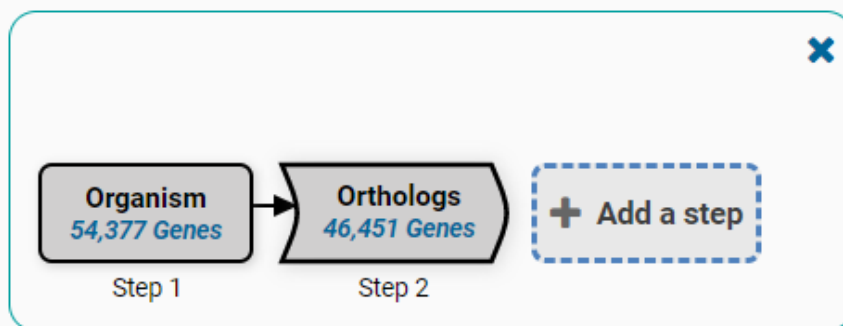 Organism
54,377 Genes
Step 1
Orthologs
46,451 Genes
Step 2
Add a step